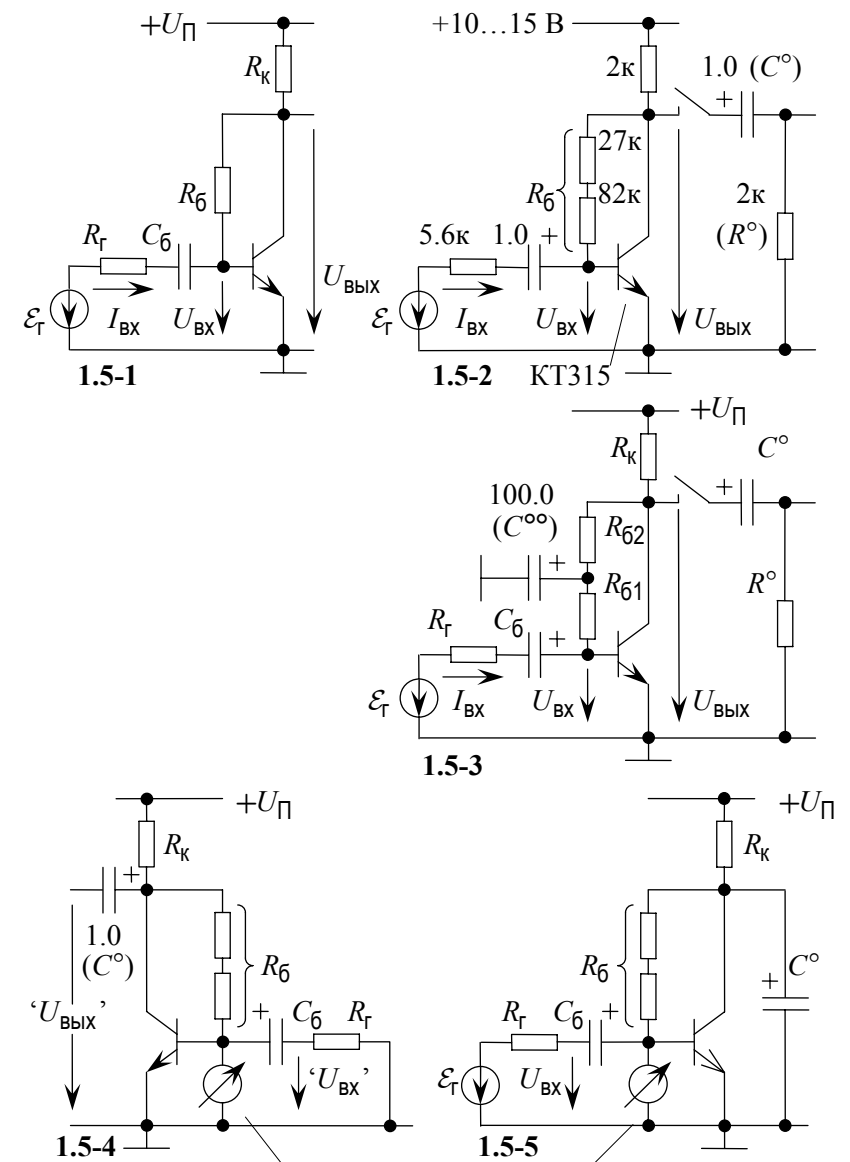 +U_П
R_к
R_б
R_г
C_б
ℰ_г
I_вх
U_вх
U_вых
1.5-1
+10…15 В
2к
1.0 (C°)
+
27к
R_б
82к
2к
(R°)
5.6к
1.0 +
ℰ_г
I_вх
U_вх
U_вых
1.5-2
КТ315
+U_П
R_к
C°
+
100.0
(C°°)
+
R_б2
R_б1
R°
R_г
C_б
+
ℰ_г
I_вх
U_вх
U_вых
1.5-3
+U_П
R_к
+
1.0
(C°)
R_б
‘U_вых’
+
C_б
R_г
‘U_вх’
1.5-4
+U_П
R_к
R_б
+
C°
R_г
C_б
+
ℰ_г
U_вх
1.5-5